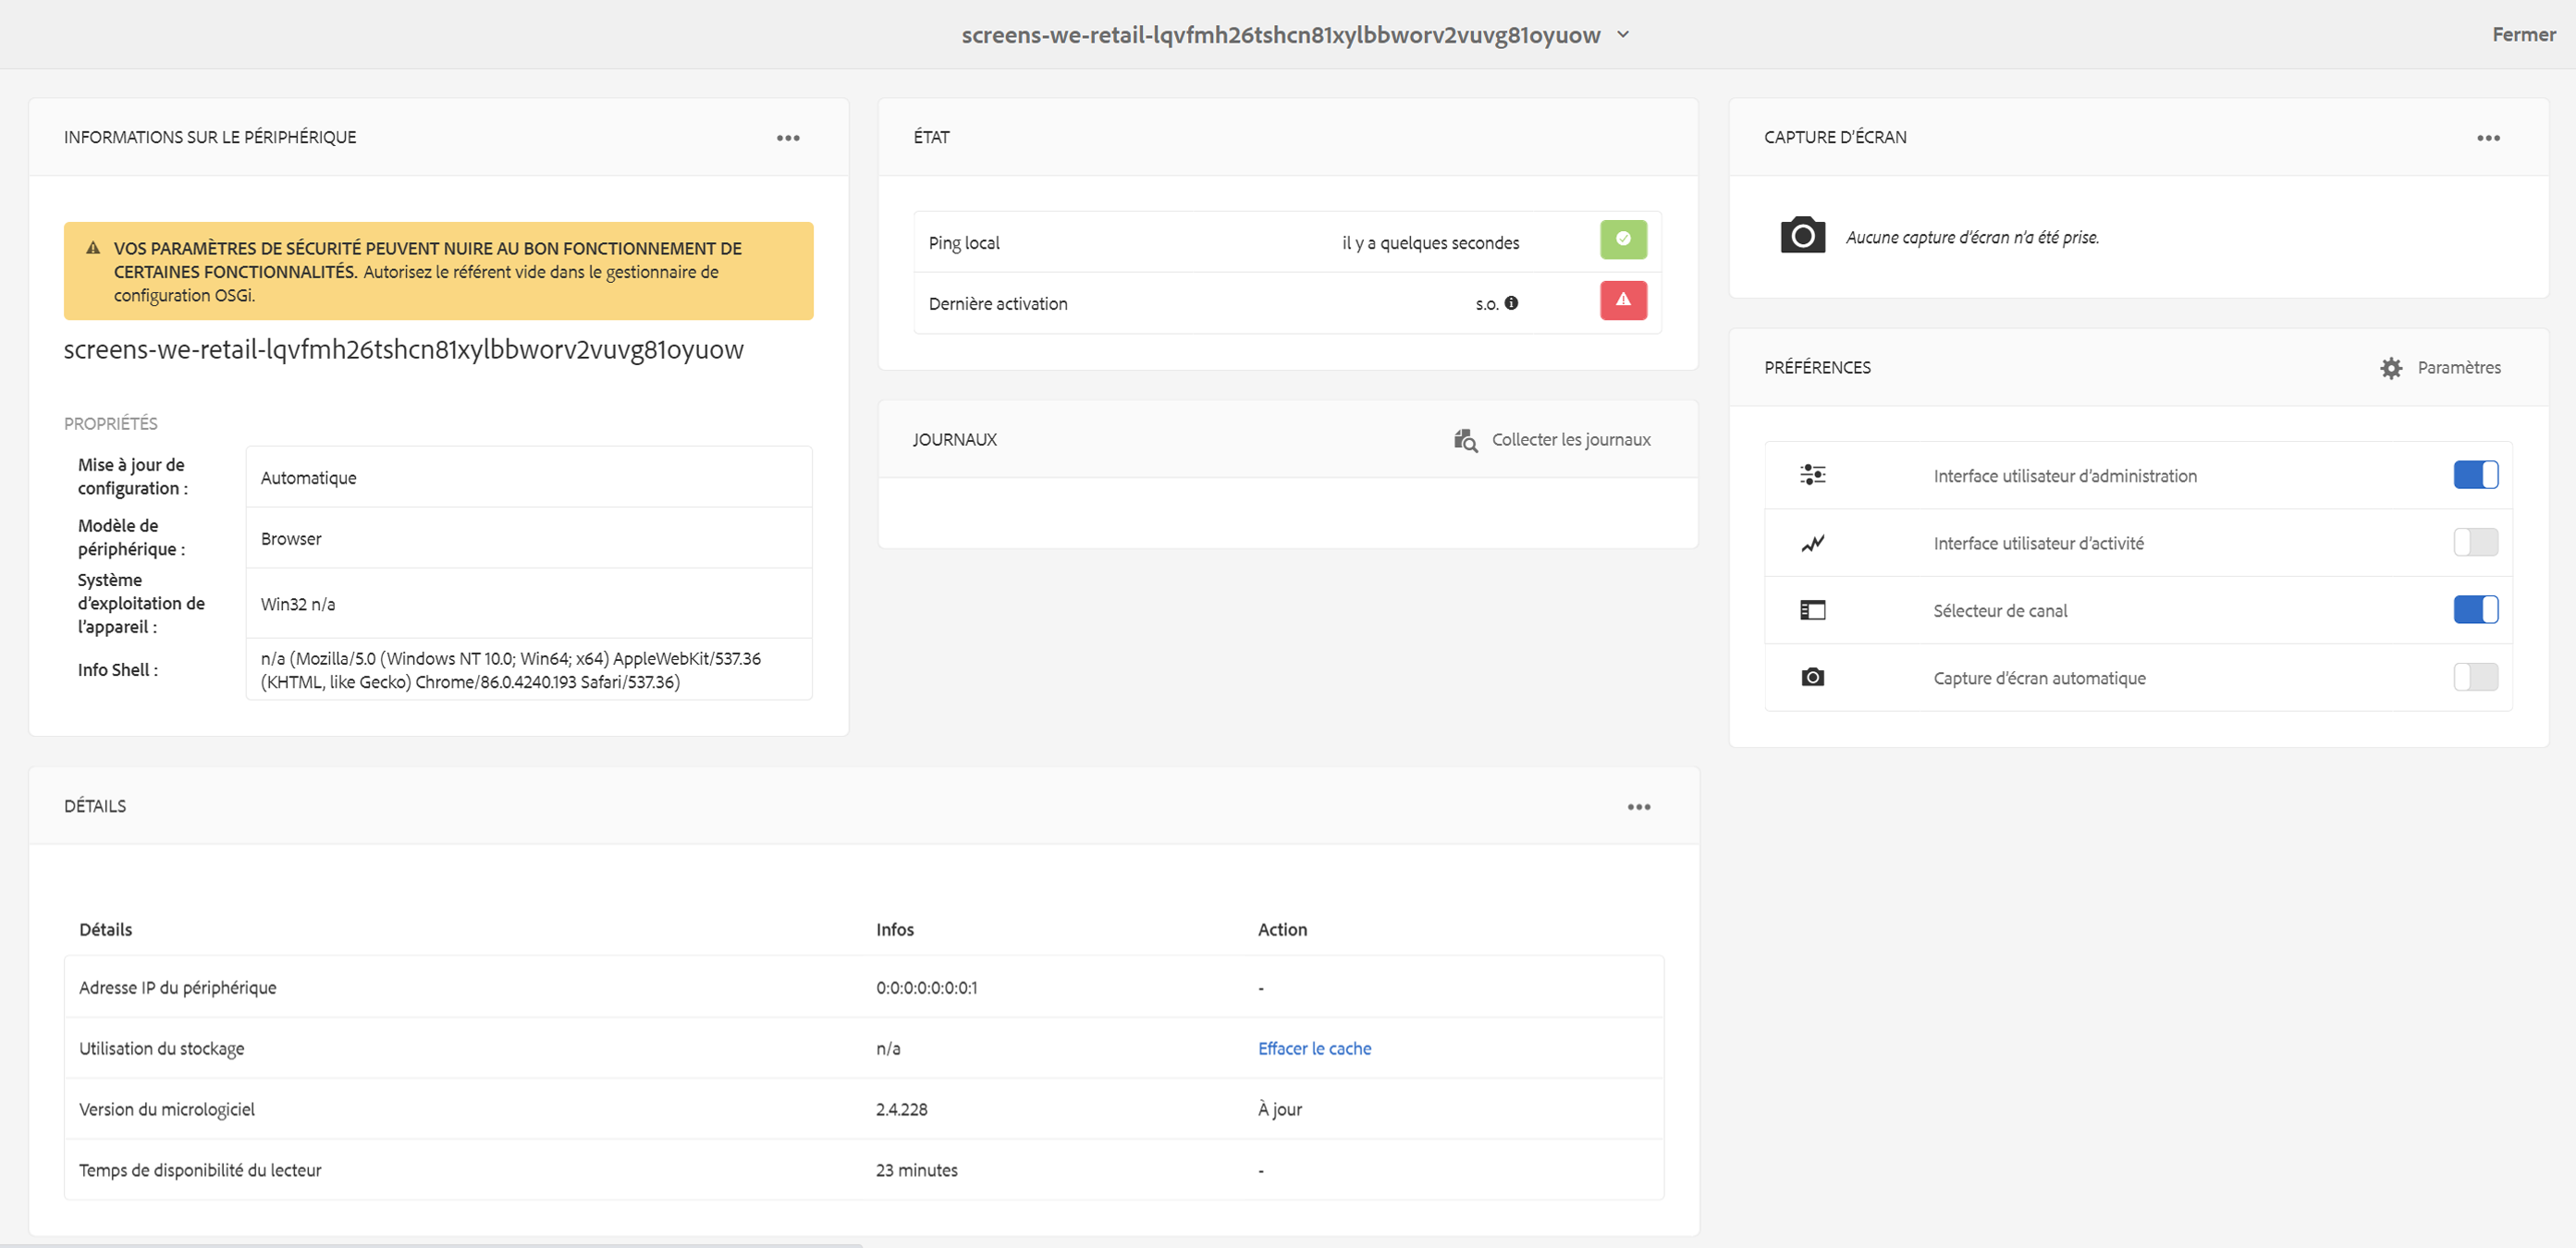 screens-we-retail-lqvfmh26tshcn81xylbbworv2vuvg81oyuow
Fermer
INFORMATIONS SUR LE PÉRIPHÉRIQUE
VOS PARAMÈTRES DE SÉCURITÉ PEUVENT NUIRE AU BON FONCTIONNEMENT DE
CERTAINES FONCTIONNALITÉS. Autorisez le référent vide dans le gestionnaire de
configuration OSGi.
screens-we-retail-lqvfmh26tshcn81xylbbworv2vuvg81oyuow
PROPRIÉTÉS
Mise à jour de
configuration :
Automatique
Modèle de
périphérique :
Browser
Système
d’exploitation de
l’appareil :
Win32 n/a
Info Shell :
n/a (Mozilla/5.0 (Windows NT 10.0; Win64; x64) AppleWebKit/537.36
(KHTML, like Gecko) Chrome/86.0.4240.193 Safari/537.36)
ÉTAT
Ping local il y a quelques secondes
Dernière activation s.o.
JOURNAUX
Collecter les journaux
CAPTURE D’ÉCRAN
Aucune capture d’écran n’a été prise.
PRÉFÉRENCES
Paramètres
Interface utilisateur d’administration
Interface utilisateur d’activité
Sélecteur de canal
Capture d’écran automatique
DÉTAILS
Détails Infos Action
Adresse IP du périphérique 0:0:0:0:0:0:0:1 -
Utilisation du stockage n/a Effacer le cache
Version du micrologiciel 2.4.228 À jour
Temps de disponibilité du lecteur 23 minutes -